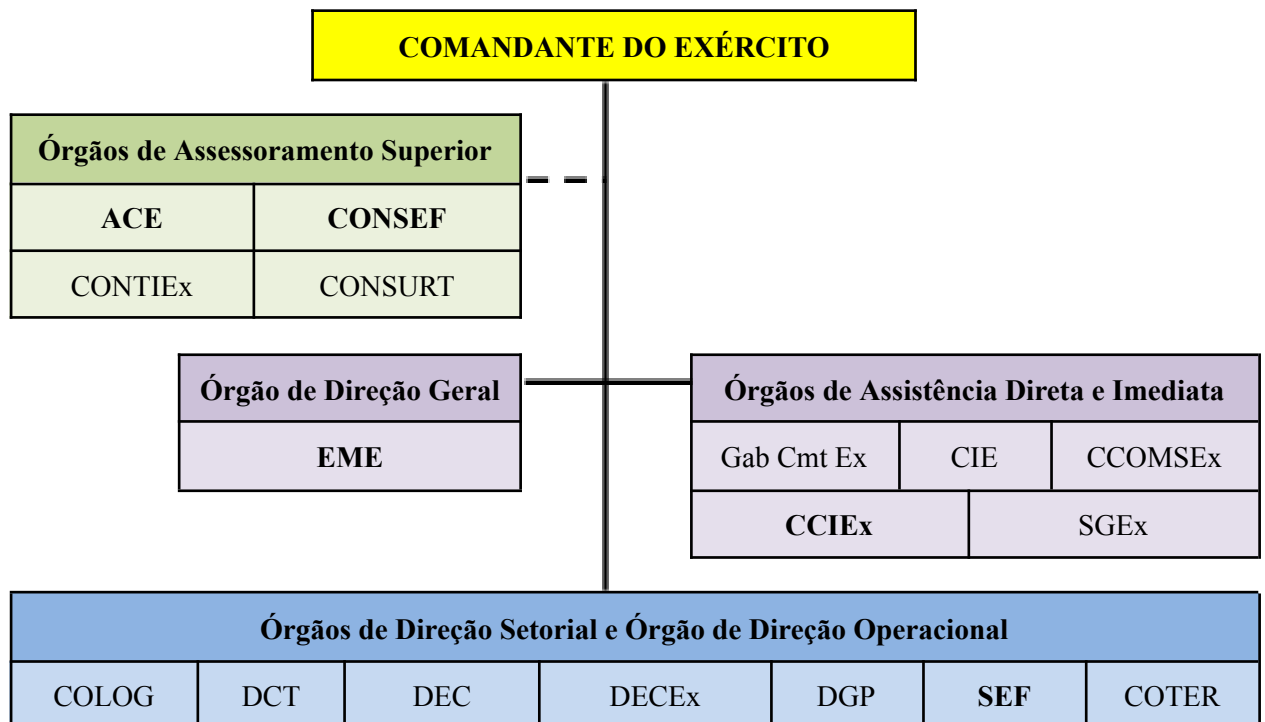 COMANDANTE DO EXÉRCITO
Órgãos de Assessoramento Superior
ACE CONSEF
CONTIEx CONSURT
Órgão de Direção Geral
EME
Órgãos de Assistência Direta e Imediata
Gab Cmt Ex CIE CCOMSEx
CCIEx SGEx
Órgãos de Direção Setorial e Órgão de Direção Operacional
COLOG DCT DEC DECEx DGP SEF COTER